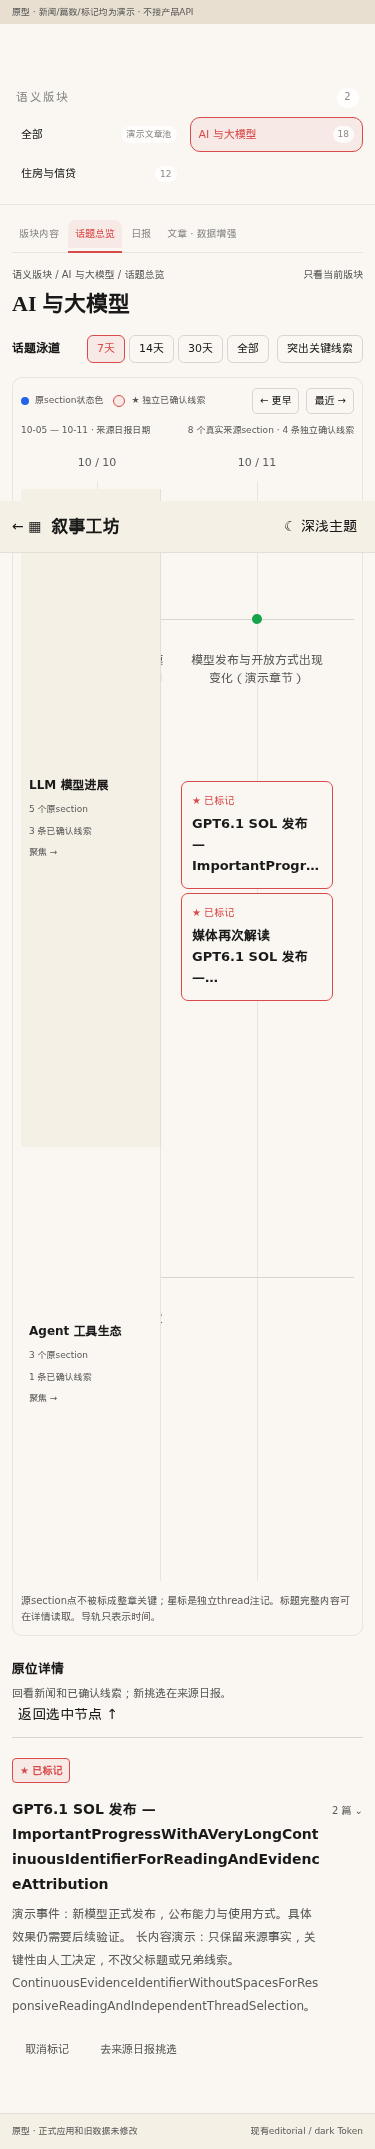 原型 · 新闻/篇数/标记均为演示 · 不接产品API
语义版块 2
全部 演示文章池
AI 与大模型 18
住房与信贷 12
版块内容 话题总览 日报 文章 · 数据增强
语义版块 / AI 与大模型 / 话题总览 只看当前版块
AI 与大模型
话题泳道 7天 14天 30天 全部 突出关键线索
原section状态色 ★ 独立已确认线索 ← 更早 最近 →
10-05 — 10-11 · 来源日报日期 8 个真实来源section · 4 条独立确认线索
10 / 10 10 / 11
← ▦ 叙事工坊 ☾ 深浅主题
模型发布与开放方式出现
变化（演示章节）
LLM 模型进展
5 个原section
3 条已确认线索
聚焦 →
★ 已标记
GPT6.1 SOL 发布
—
ImportantProgr…
★ 已标记
媒体再次解读
GPT6.1 SOL 发布
—…
Agent 工具生态
3 个原section
1 条已确认线索
聚焦 →
源section点不被标成整章关键；星标是独立thread注记。标题完整内容可
在详情读取。导轨只表示时间。
原位详情
回看新闻和已确认线索；新挑选在来源日报。
返回选中节点 ↑
★ 已标记
GPT6.1 SOL 发布 — 2 篇 ⌄
ImportantProgressWithAVeryLongCont
inuousIdentifierForReadingAndEvidenc
eAttribution
演示事件：新模型正式发布，公布能力与使用方式。具体
效果仍需要后续验证。 长内容演示：只保留来源事实，关
键性由人工决定，不改父标题或兄弟线索。
ContinuousEvidenceIdentifierWithoutSpacesForRes
ponsiveReadingAndIndependentThreadSelection。
取消标记 去来源日报挑选
原型 · 正式应用和旧数据未修改 现有editorial / dark Token